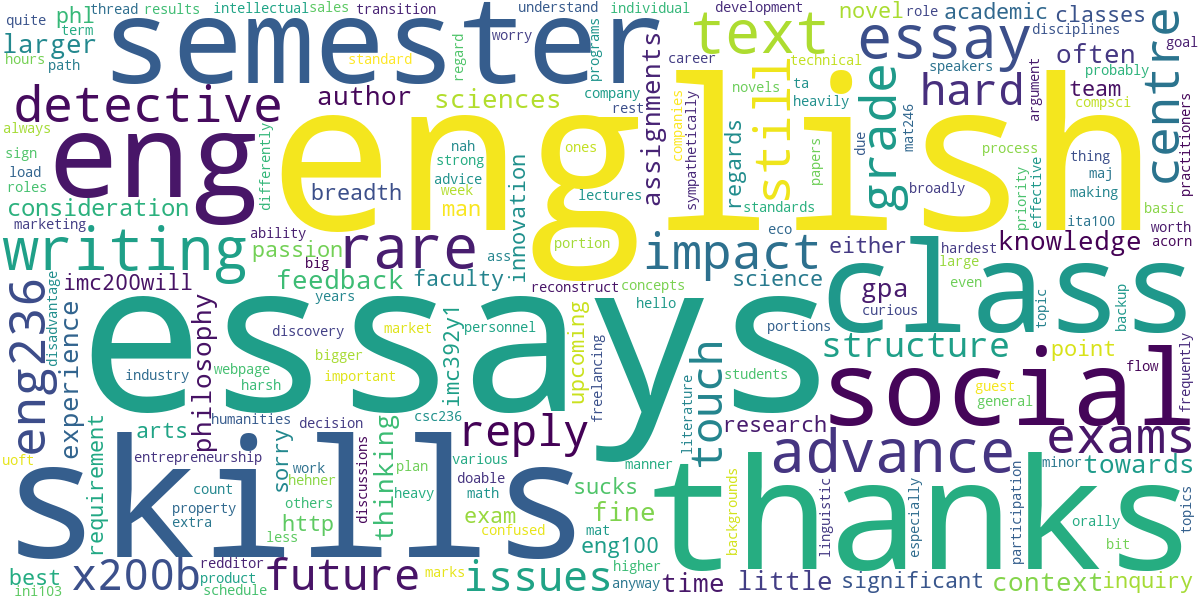 quite
phl
thread
results
intellectual
sales
transition
understand
individual
development
novel
role
academic
classes
term
larger
semester
text
essay
disciplines
goal
hours
path
standard
regard
worry
programs
career
technical
speakers
often
probably
centre
detective
author
sciences
company
assignments
novels
ta
heavily
hard
team
compsci
argument
practitioners
always
eng
english
rest
companies
still
grade
mat246
due
papers
process
sign
differently
nah
strong
ones
regards
sympathetically
thing
maj
load
advice
breadth
innovation
lectures
broadly
making
roles
week
man
standards
priority
effective
ita100
basic
consideration
marketing
ability
portion
eco
worth
acorn
writing
passion
rare
impact
either
hardest
knowledge
large
big
ass
faculty
science
even
imc200will
feedback
reconstruct
concepts
gpa
class
eng236
disadvantage
experience
philosophy
years
essays
hello
curious
topic
backup
discovery
market
personnel
imc392y1
upcoming
portions
structure
point
flow
frequently
industry
bigger
webpage
harsh
important
freelancing
touch
students
social
guest
general
humanities
decision
csc236
literature
research
exams
arts
requirement
reply
advance
uoft
entrepreneurship
sorry
work
hehner
discussions
plan
thinking
various
doable
manner
minor
towards
skills
count
others
heavy
math
sucks
thanks
backgrounds
linguistic
especially
participation
topics
property
extra
http
exam
fine
orally
less
confused
mat
eng100
bit
best
ini103
x200b
redditor
product
schedule
future
marks
issues
higher
anyway
time
little
significant
context
inquiry